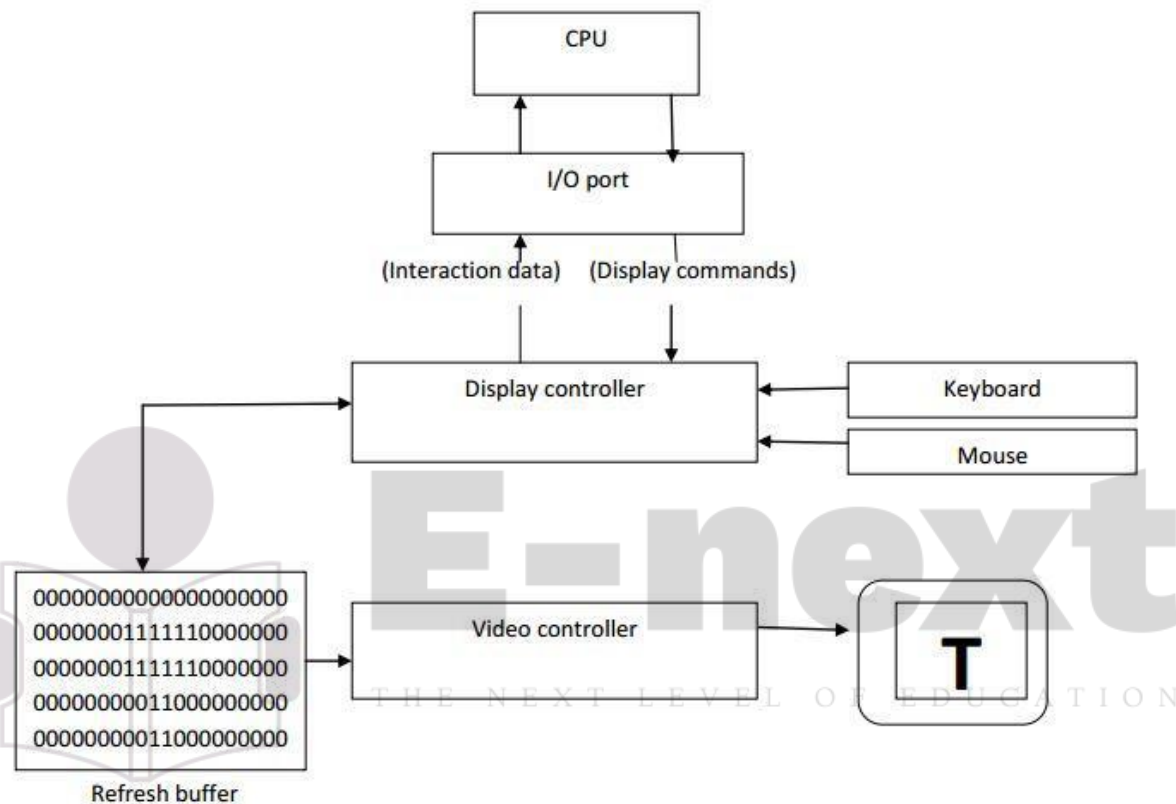 CPU
I/O port
(Interaction data) (Display commands)
Display controller
Keyboard
Mouse
E-next
THE NEXT LEVEL OF EDUCATION
00000000000000000000
00000001111110000000
00000001111110000000
00000000011000000000
00000000011000000000
Refresh buffer
Video controller
T